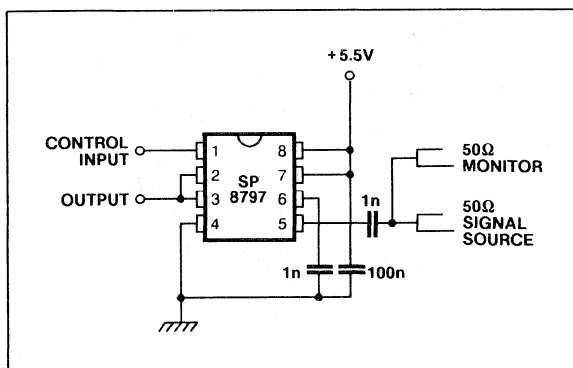 +5.5V
CONTROL
INPUT
1
8
50Ω
MONITOR
2
SP
7
OUTPUT
3
8797
6
1n
50Ω
SIGNAL
SOURCE
4
5
1n
100n